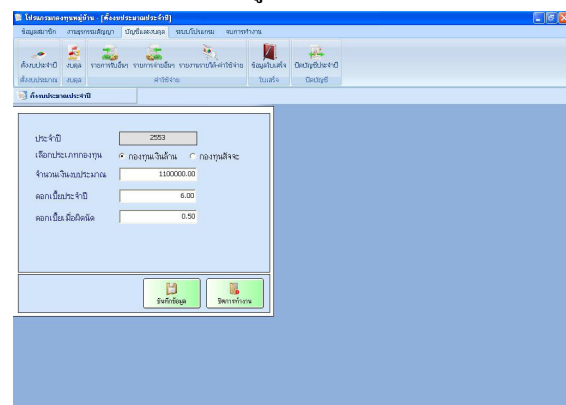 โปรแกรมกองทุนหมู่บ้าน - [ตั้งงบประมาณประจำปี]
ข้อมูลสมาชิก งานธุรกรรมสัญญา บัญชีและงบดุล ระบบโปรแกรม จบการทำงาน
ตั้งงบประจำปี งบดุล รายการรับอื่นๆ รายการจ่ายอื่นๆ รายงานรายได้-ค่าใช้จ่าย ข้อมูลใบเสร็จ ปิดบัญชีประจำปี
ตั้งงบประมาณ งบดุล ค่าใช้จ่าย ใบเสร็จ ปิดบัญชี
ตั้งงบประมาณประจำปี
ประจำปี 2553
เลือกประเภทกองทุน กองทุนเงินล้าน กองทุนสัจจะ
จำนวนเงินงบประมาณ 1100000.00
ดอกเบี้ยประจำปี 6.00
ดอกเบี้ยเมื่อผิดนัด 0.50
บันทึกข้อมูล ปิดการทำงาน